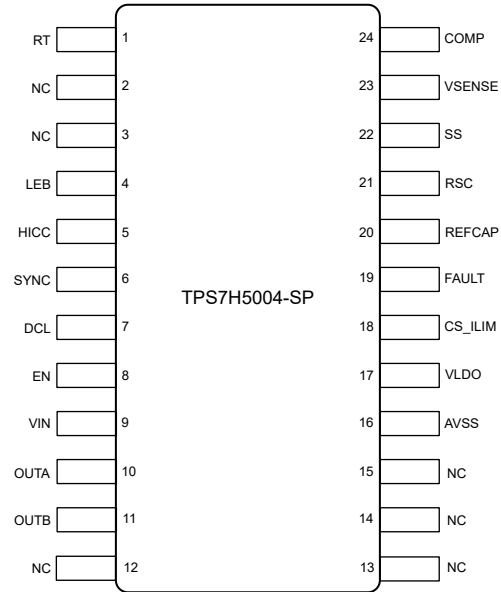 RT 1 24 COMP
NC 2 23 VSENSE
NC 3 22 SS
LEB 4 21 RSC
HICC 5 20 REFCAP
SYNC 6 19 FAULT
TPS7H5004-SP
DCL 7 18 CS_ILIM
EN 8 17 VLDO
VIN 9 16 AVSS
OUTA 10 15 NC
OUTB 11 14 NC
NC 12 13 NC